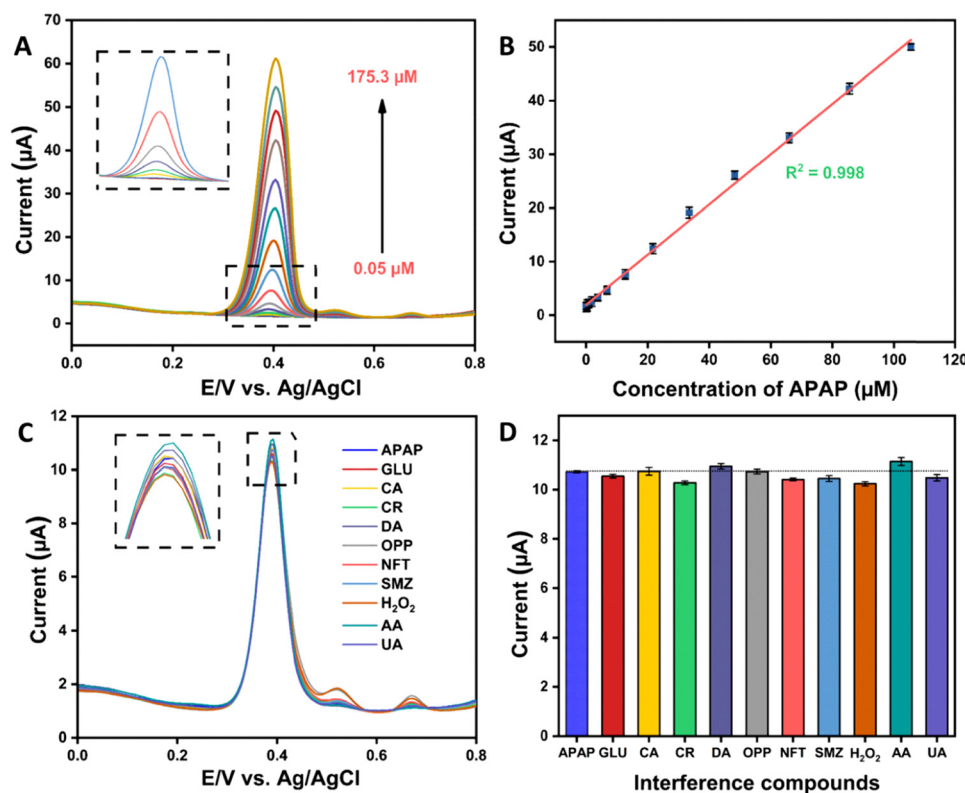 A
70
60
50
40
30
20
10
0
Current (µA)
175.3 µM
0.05 µM
0.0 0.2 0.4 0.6 0.8
E/V vs. Ag/AgCl
B
50
40
30
20
10
0
Current (µA)
R² = 0.998
0 20 40 60 80 100 120
Concentration of APAP (µM)
C
12
10
8
6
4
2
0
Current (µA)
APAP
GLU
CA
CR
DA
OPP
NFT
SMZ
H₂O₂
AA
UA
0.0 0.2 0.4 0.6 0.8
E/V vs. Ag/AgCl
D
12
10
8
6
4
2
0
Current (µA)
APAP GLU CA CR DA OPP NFT SMZ H₂O₂ AA UA
Interference compounds